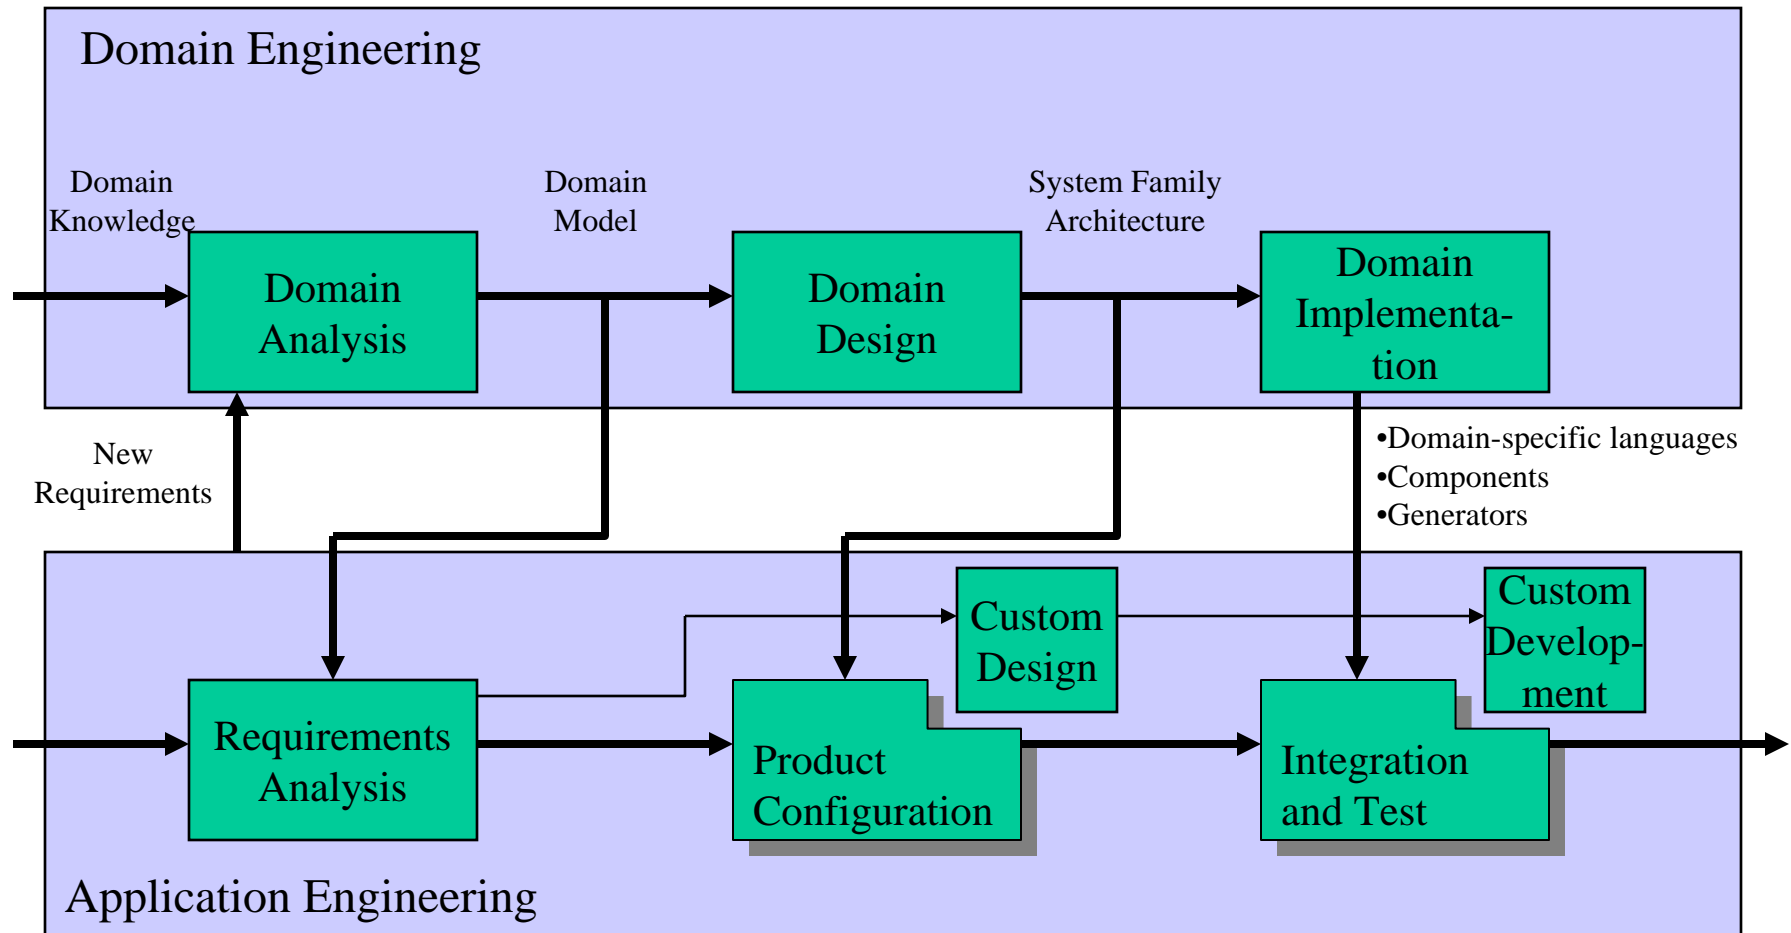 Domain Engineering
Domain
Knowledge
Domain
Model
System Family
Architecture
Domain
Analysis
Domain
Design
Domain
Implementa-
tion
New
Requirements
•Domain-specific languages
•Components
•Generators
Custom
Design
Custom
Develop-
ment
Requirements
Analysis
Product
Configuration
Integration
and Test
Application Engineering